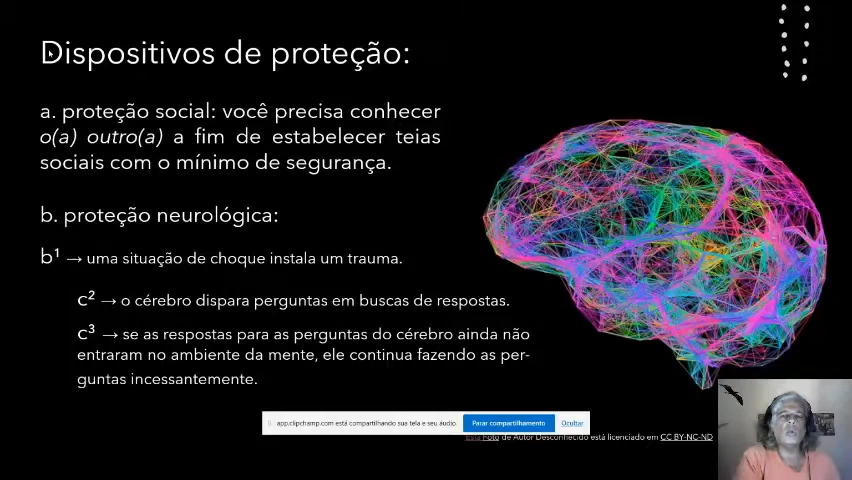 Dispositivos de proteção:
a. proteção social: você precisa conhecer
o(a) outro(a) a fim de estabelecer teias
sociais com o mínimo de segurança.
b. proteção neurológica:
b¹ → uma situação de choque instala um trauma.
c² → o cérebro dispara perguntas em buscas de respostas.
c³ → se as respostas para as perguntas do cérebro ainda não
entraram no ambiente da mente, ele continua fazendo as per-
guntas incessantemente.
app.clipchamp.com está compartilhando sua tela e seu áudio. Parar compartilhamento Ocultar
Esta Foto de Autor Desconhecido está licenciado em CC BY-NC-ND